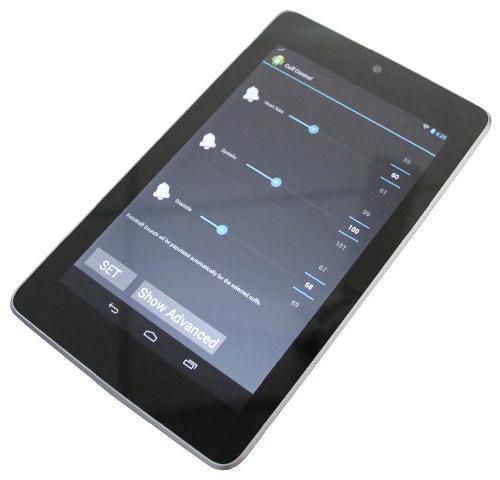 Cuff Control
6:25
Heart Rate
59
60
61
Systolic
99
100
101
Diastolic
67
68
69
Korotkoff Sounds will be populated automatically for the selected cuffs.
SET
Show Advanced